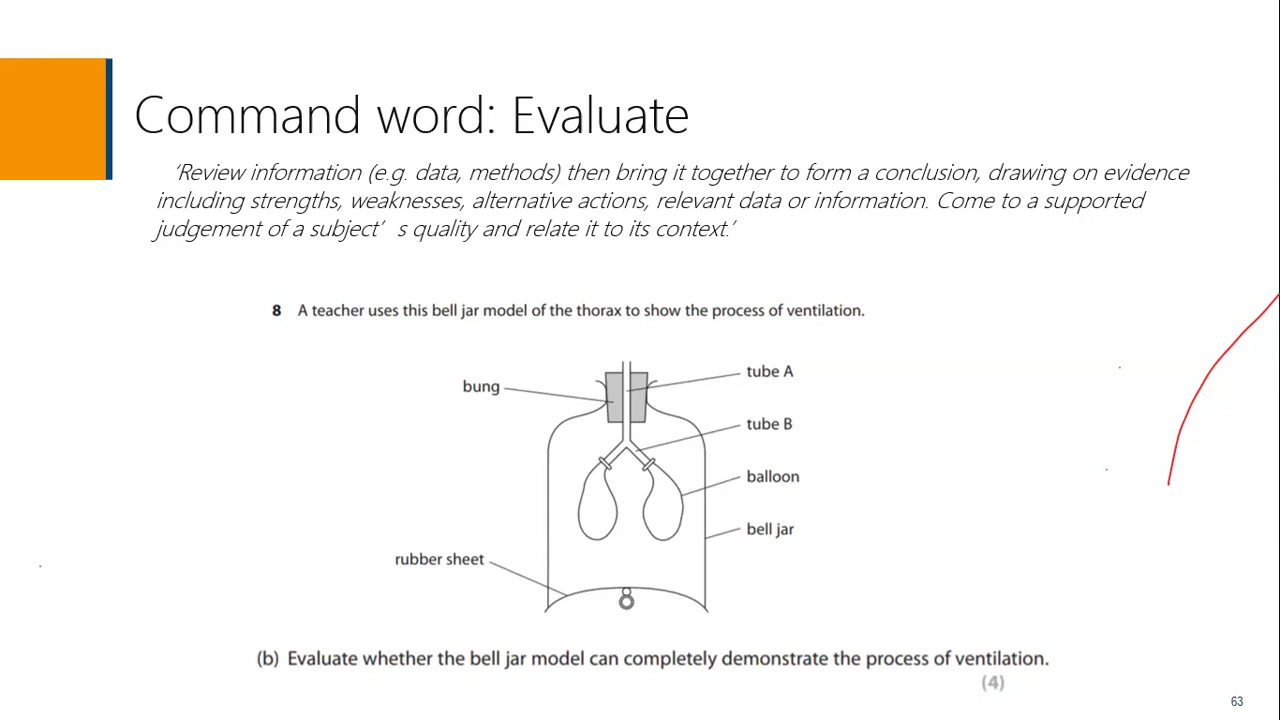 Command word: Evaluate
‘Review information (e.g. data, methods) then bring it together to form a conclusion, drawing on evidence
including strengths, weaknesses, alternative actions, relevant data or information. Come to a supported
judgement of a subject’ s quality and relate it to its context.’
8 A teacher uses this bell jar model of the thorax to show the process of ventilation.
tube A
bung
tube B
balloon
bell jar
rubber sheet
(b) Evaluate whether the bell jar model can completely demonstrate the process of ventilation.
(4)
63